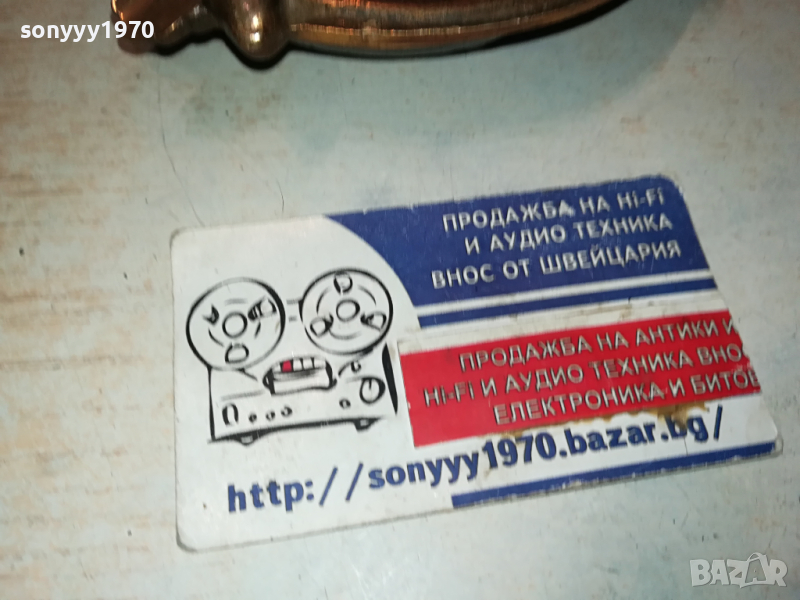 sonyyy1970
ПРОДАЖБА НА Hi-Fi
И АУДИО ТЕХНИКА
ВНОС ОТ ШВЕЙЦАРИЯ
ПРОДАЖБА НА АНТИКИ И
Hi-Fi И АУДИО ТЕХНИКА ВНО
ЕЛЕКТРОНИКА И БИТОВ
http://sonyyy1970.bazar.bg/
BAZAR